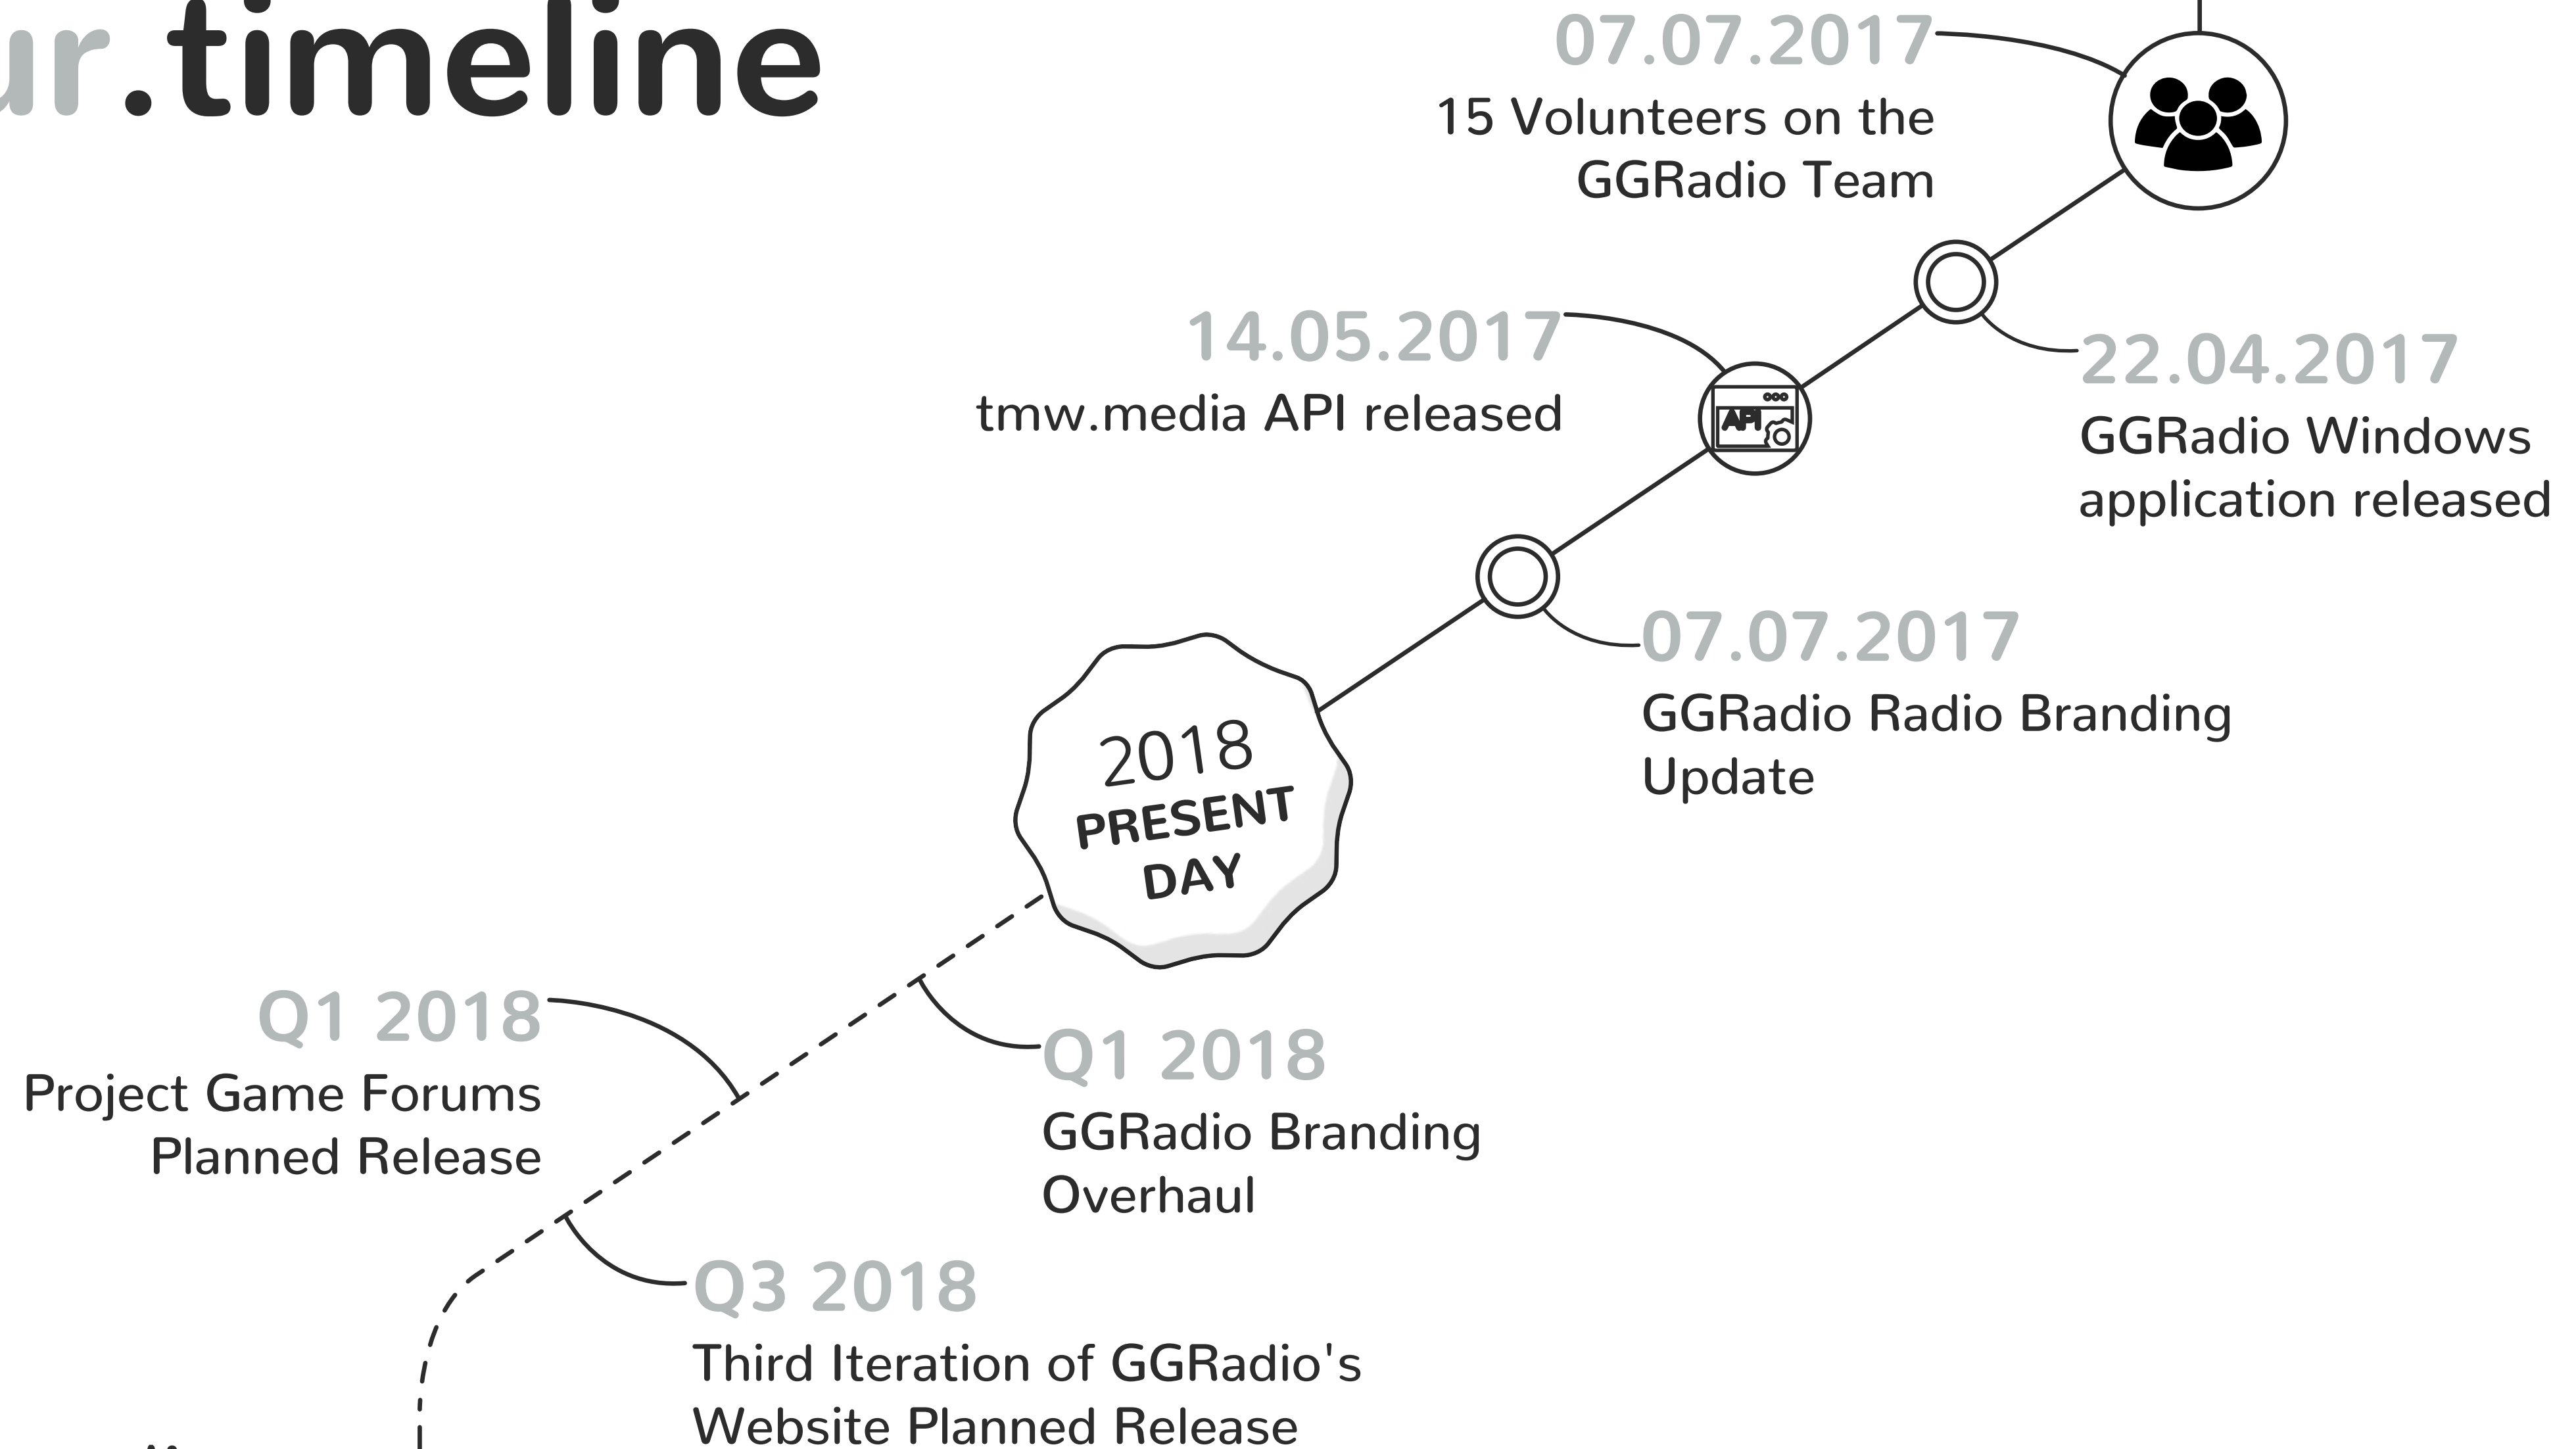 ur.timeline
07.07.2017
15 Volunteers on the
GGRadio Team
22.04.2017
GGRadio Windows
application released
14.05.2017
tmw.media API released
API
07.07.2017
GGRadio Radio Branding
Update
2018
PRESENT
DAY
Q1 2018
GGRadio Branding
Overhaul
Q1 2018
Project Game Forums
Planned Release
Q3 2018
Third Iteration of GGRadio's
Website Planned Release